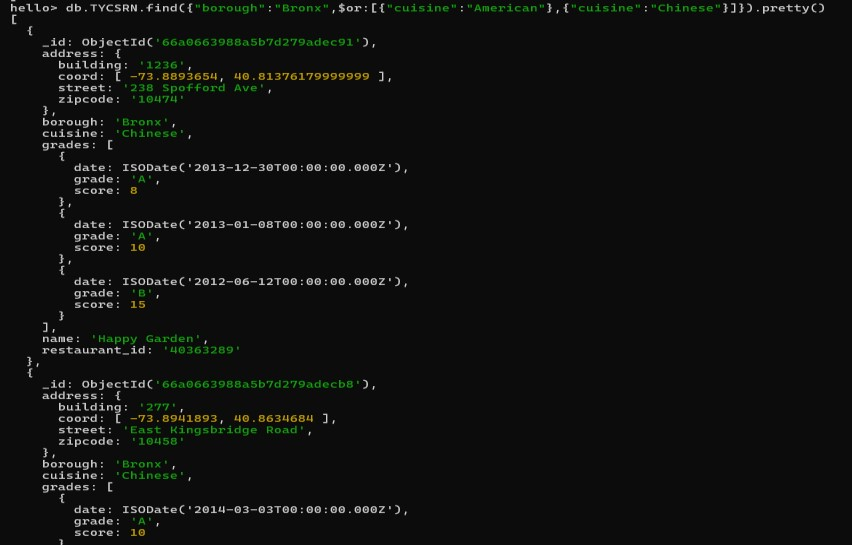 hello> db.TYCSRN.find({"borough":"Bronx",$or:[{"cuisine":"American"},{"cuisine":"Chinese"}]}).pretty()
[
  {
    _id: ObjectId('66a0663988a5b7d279adec91'),
    address: {
      building: '1236',
      coord: [ -73.8893654, 40.81376179999999 ],
      street: '238 Spofford Ave',
      zipcode: '10474'
    },
    borough: 'Bronx',
    cuisine: 'Chinese',
    grades: [
      {
        date: ISODate('2013-12-30T00:00:00.000Z'),
        grade: 'A',
        score: 8
      },
      {
        date: ISODate('2013-01-08T00:00:00.000Z'),
        grade: 'A',
        score: 10
      },
      {
        date: ISODate('2012-06-12T00:00:00.000Z'),
        grade: 'B',
        score: 15
      }
    ],
    name: 'Happy Garden',
    restaurant_id: '40363289'
  },
  {
    _id: ObjectId('66a0663988a5b7d279adecb8'),
    address: {
      building: '277',
      coord: [ -73.8941893, 40.8634684 ],
      street: 'East Kingsbridge Road',
      zipcode: '10458'
    },
    borough: 'Bronx',
    cuisine: 'Chinese',
    grades: [
      {
        date: ISODate('2014-03-03T00:00:00.000Z'),
        grade: 'A',
        score: 10
      }